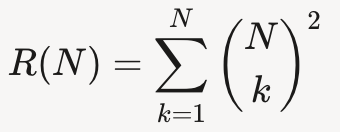 R(N) = \sum_{k=1}^{N} \binom{N}{k}^2